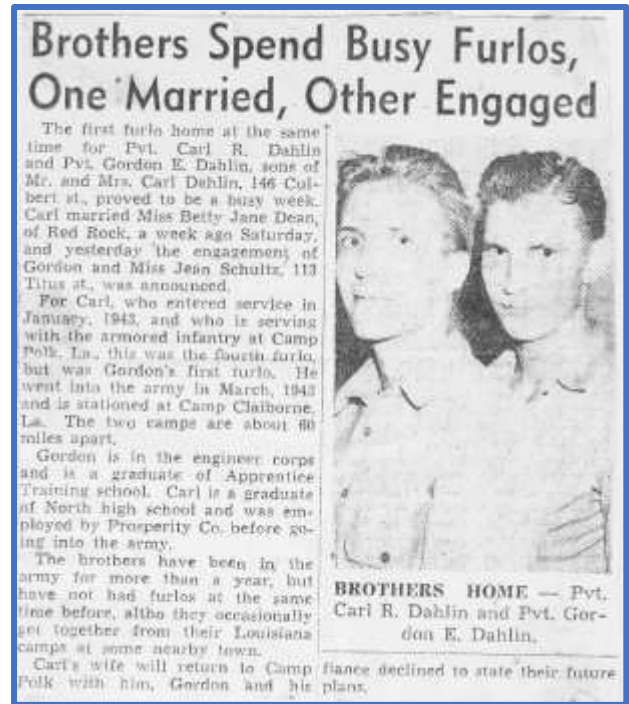 Brothers Spend Busy Furlos,
One Married, Other Engaged
The first furlo home at the same
time for Pvt. Carl R. Dahlin
and Pvt. Gordon E. Dahlin, sons of
Mr. and Mrs. Carl Dahlin, 146 Col-
bert st., proved to be a busy week.
Carl married Miss Betty Jane Dean,
of Red Rock, a week ago Saturday,
and yesterday the engagement of
Gordon and Miss Jean Schultz, 113
Titus st., was announced.
For Carl, who entered service in
January, 1943, and who is serving
with the armored infantry at Camp
Polk, La., this was the fourth furlo,
but was Gordon's first furlo. He
went into the army in March, 1943
and is stationed at Camp Claiborne,
La. The two camps are about 60
miles apart.
Gordon is in the engineer corps
and is a graduate of Apprentice
Training school. Carl is a graduate
of North high school and was em-
ployed by Prosperity Co. before go-
ing into the army.
The brothers have been in the
army for more than a year, but
have not had furlos at the same
time before, altho they occasionally
get together from their Louisiana
camps at some nearby town.
Carl's wife will return to Camp
Polk with him, Gordon and his
fiance declined to state their future
plans.
BROTHERS HOME — Pvt.
Carl R. Dahlin and Pvt. Gor-
don E. Dahlin.